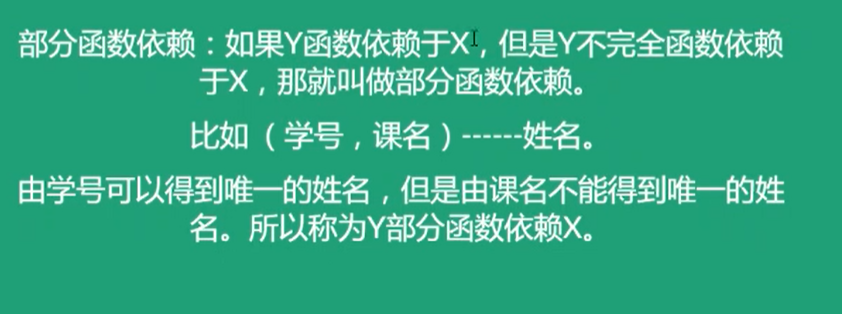 部分函数依赖：如果Y函数依赖于X，但是Y不完全函数依赖
于X，那就叫做部分函数依赖。
比如（学号，课名）------姓名。
由学号可以得到唯一的姓名，但是由课名不能得到唯一的姓
名。所以称为Y部分函数依赖X。